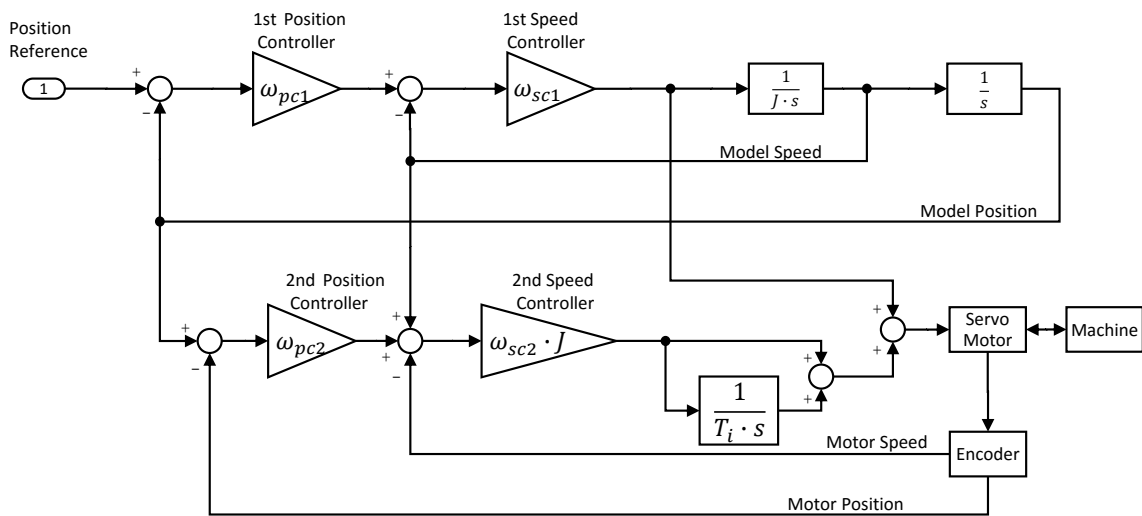 Position
Reference
1
+
−
1st Position
Controller
ω_pc1
+
−
1st Speed
Controller
ω_sc1
1
J · s
1
s
Model Speed
Model Position
2nd Position
Controller
+
−
ω_pc2
+
+
−
2nd Speed
Controller
ω_sc2 · J
1
T_i · s
+
+
+
+
Servo
Motor
Machine
Encoder
Motor Speed
Motor Position